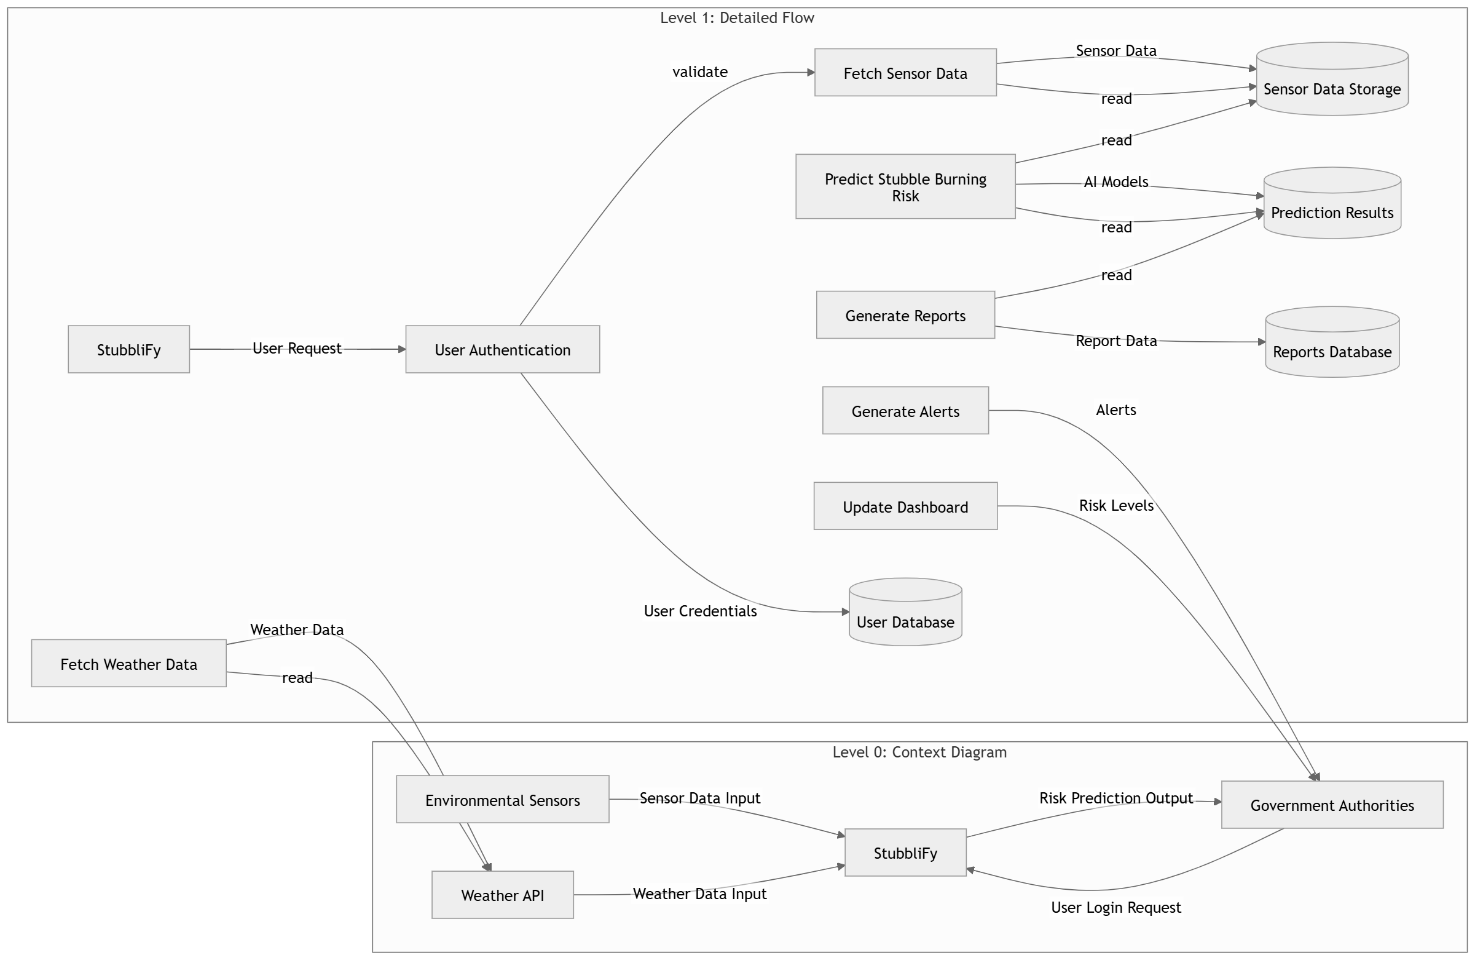 Level 1: Detailed Flow
validate
Fetch Sensor Data
Sensor Data
read
Sensor Data Storage
read
Predict Stubble Burning
Risk
AI Models
read
Prediction Results
read
Generate Reports
Report Data
Reports Database
StubbliFy
User Request
User Authentication
Generate Alerts
Alerts
Update Dashboard
Risk Levels
User Credentials
User Database
Fetch Weather Data
Weather Data
read
Level 0: Context Diagram
Environmental Sensors
Sensor Data Input
Risk Prediction Output
Government Authorities
StubbliFy
Weather API
Weather Data Input
User Login Request